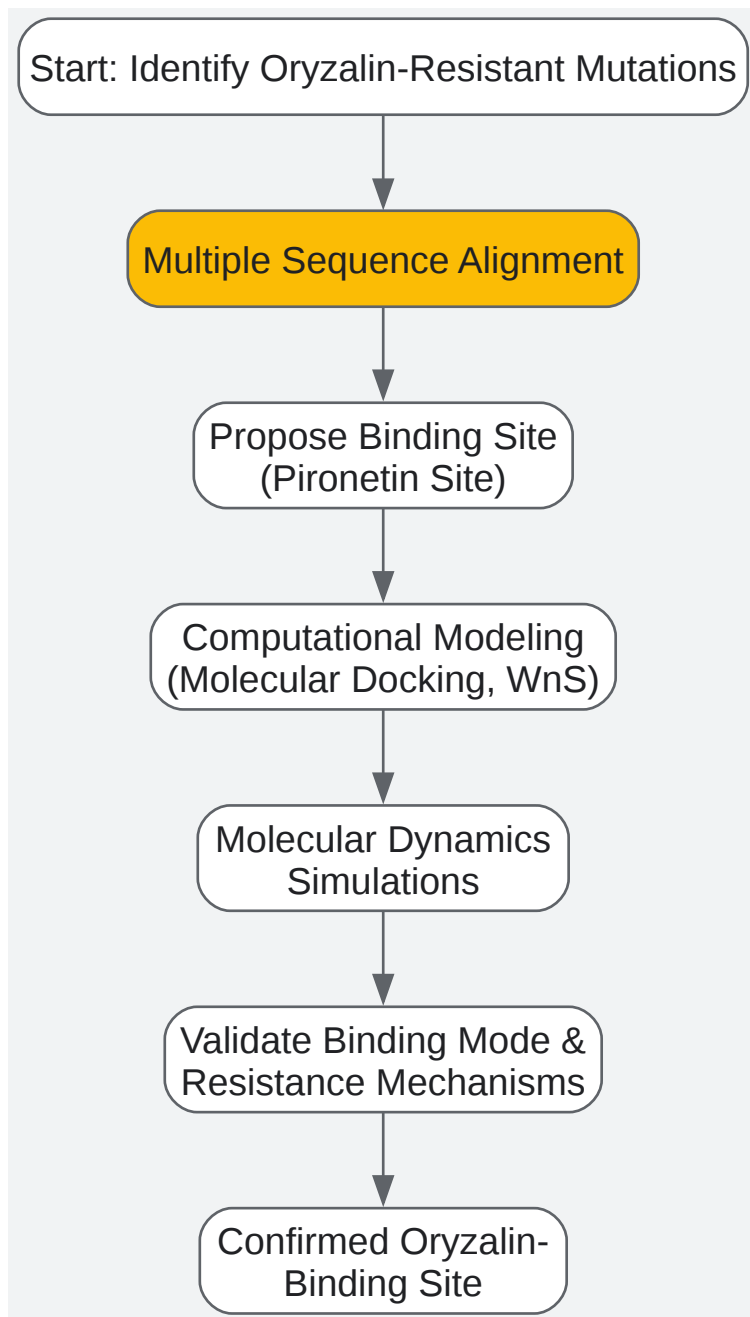 Start: Identify Oryzalin-Resistant Mutations
Multiple Sequence Alignment
Propose Binding Site
(Pironetin Site)
Computational Modeling
(Molecular Docking, WnS)
Molecular Dynamics
Simulations
Validate Binding Mode &
Resistance Mechanisms
Confirmed Oryzalin-
Binding Site